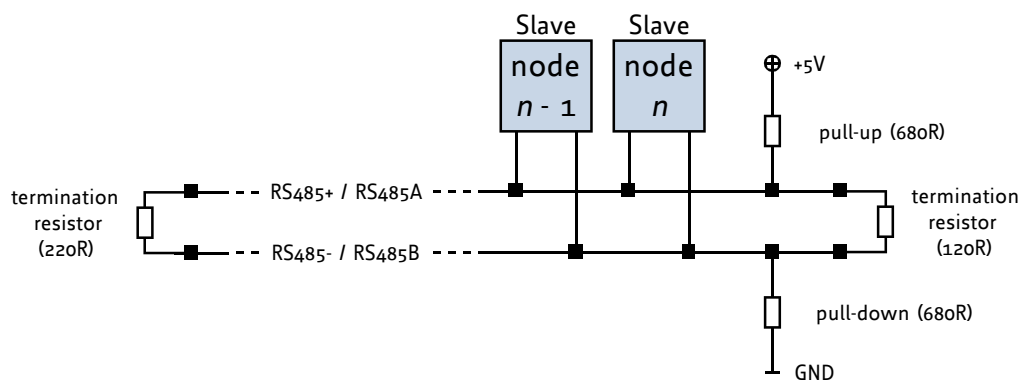 Slave
Slave
node
n - 1
node
n
+5V
pull-up (680R)
termination
resistor
(220R)
RS485+ / RS485A
RS485- / RS485B
termination
resistor
(120R)
pull-down (680R)
GND